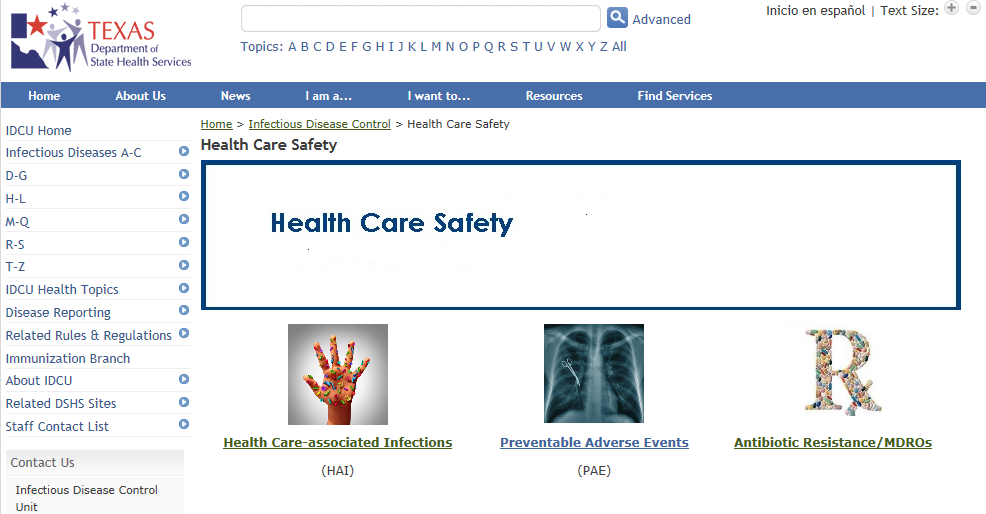 TEXAS
Department of
State Health Services
Advanced
Inicio en español | Text Size:
Topics: A B C D E F G H I J K L M N O P Q R S T U V W X Y Z All
Home About Us News I am a... I want to... Resources Find Services
IDCU Home
Infectious Diseases A-C
D-G
H-L
M-Q
R-S
T-Z
IDCU Health Topics
Disease Reporting
Related Rules & Regulations
Immunization Branch
About IDCU
Related DSHS Sites
Staff Contact List
Contact Us
Infectious Disease Control
Unit
Home > Infectious Disease Control > Health Care Safety
Health Care Safety
Health Care Safety
Health Care-associated Infections
(HAI)
Preventable Adverse Events
(PAE)
Antibiotic Resistance/MDROs